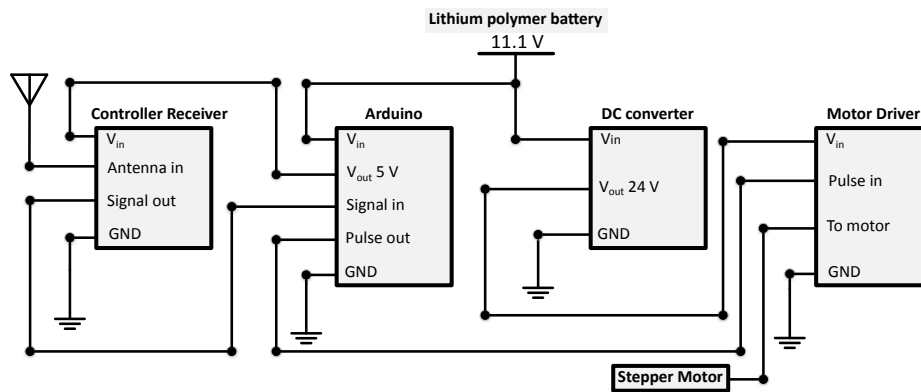 Lithium polymer battery
11.1 V
Controller Receiver
Vin
Antenna in
Signal out
GND
Arduino
Vin
Vout 5 V
Signal in
Pulse out
GND
DC converter
Vin
Vout 24 V
GND
Motor Driver
Vin
Pulse in
To motor
GND
Stepper Motor